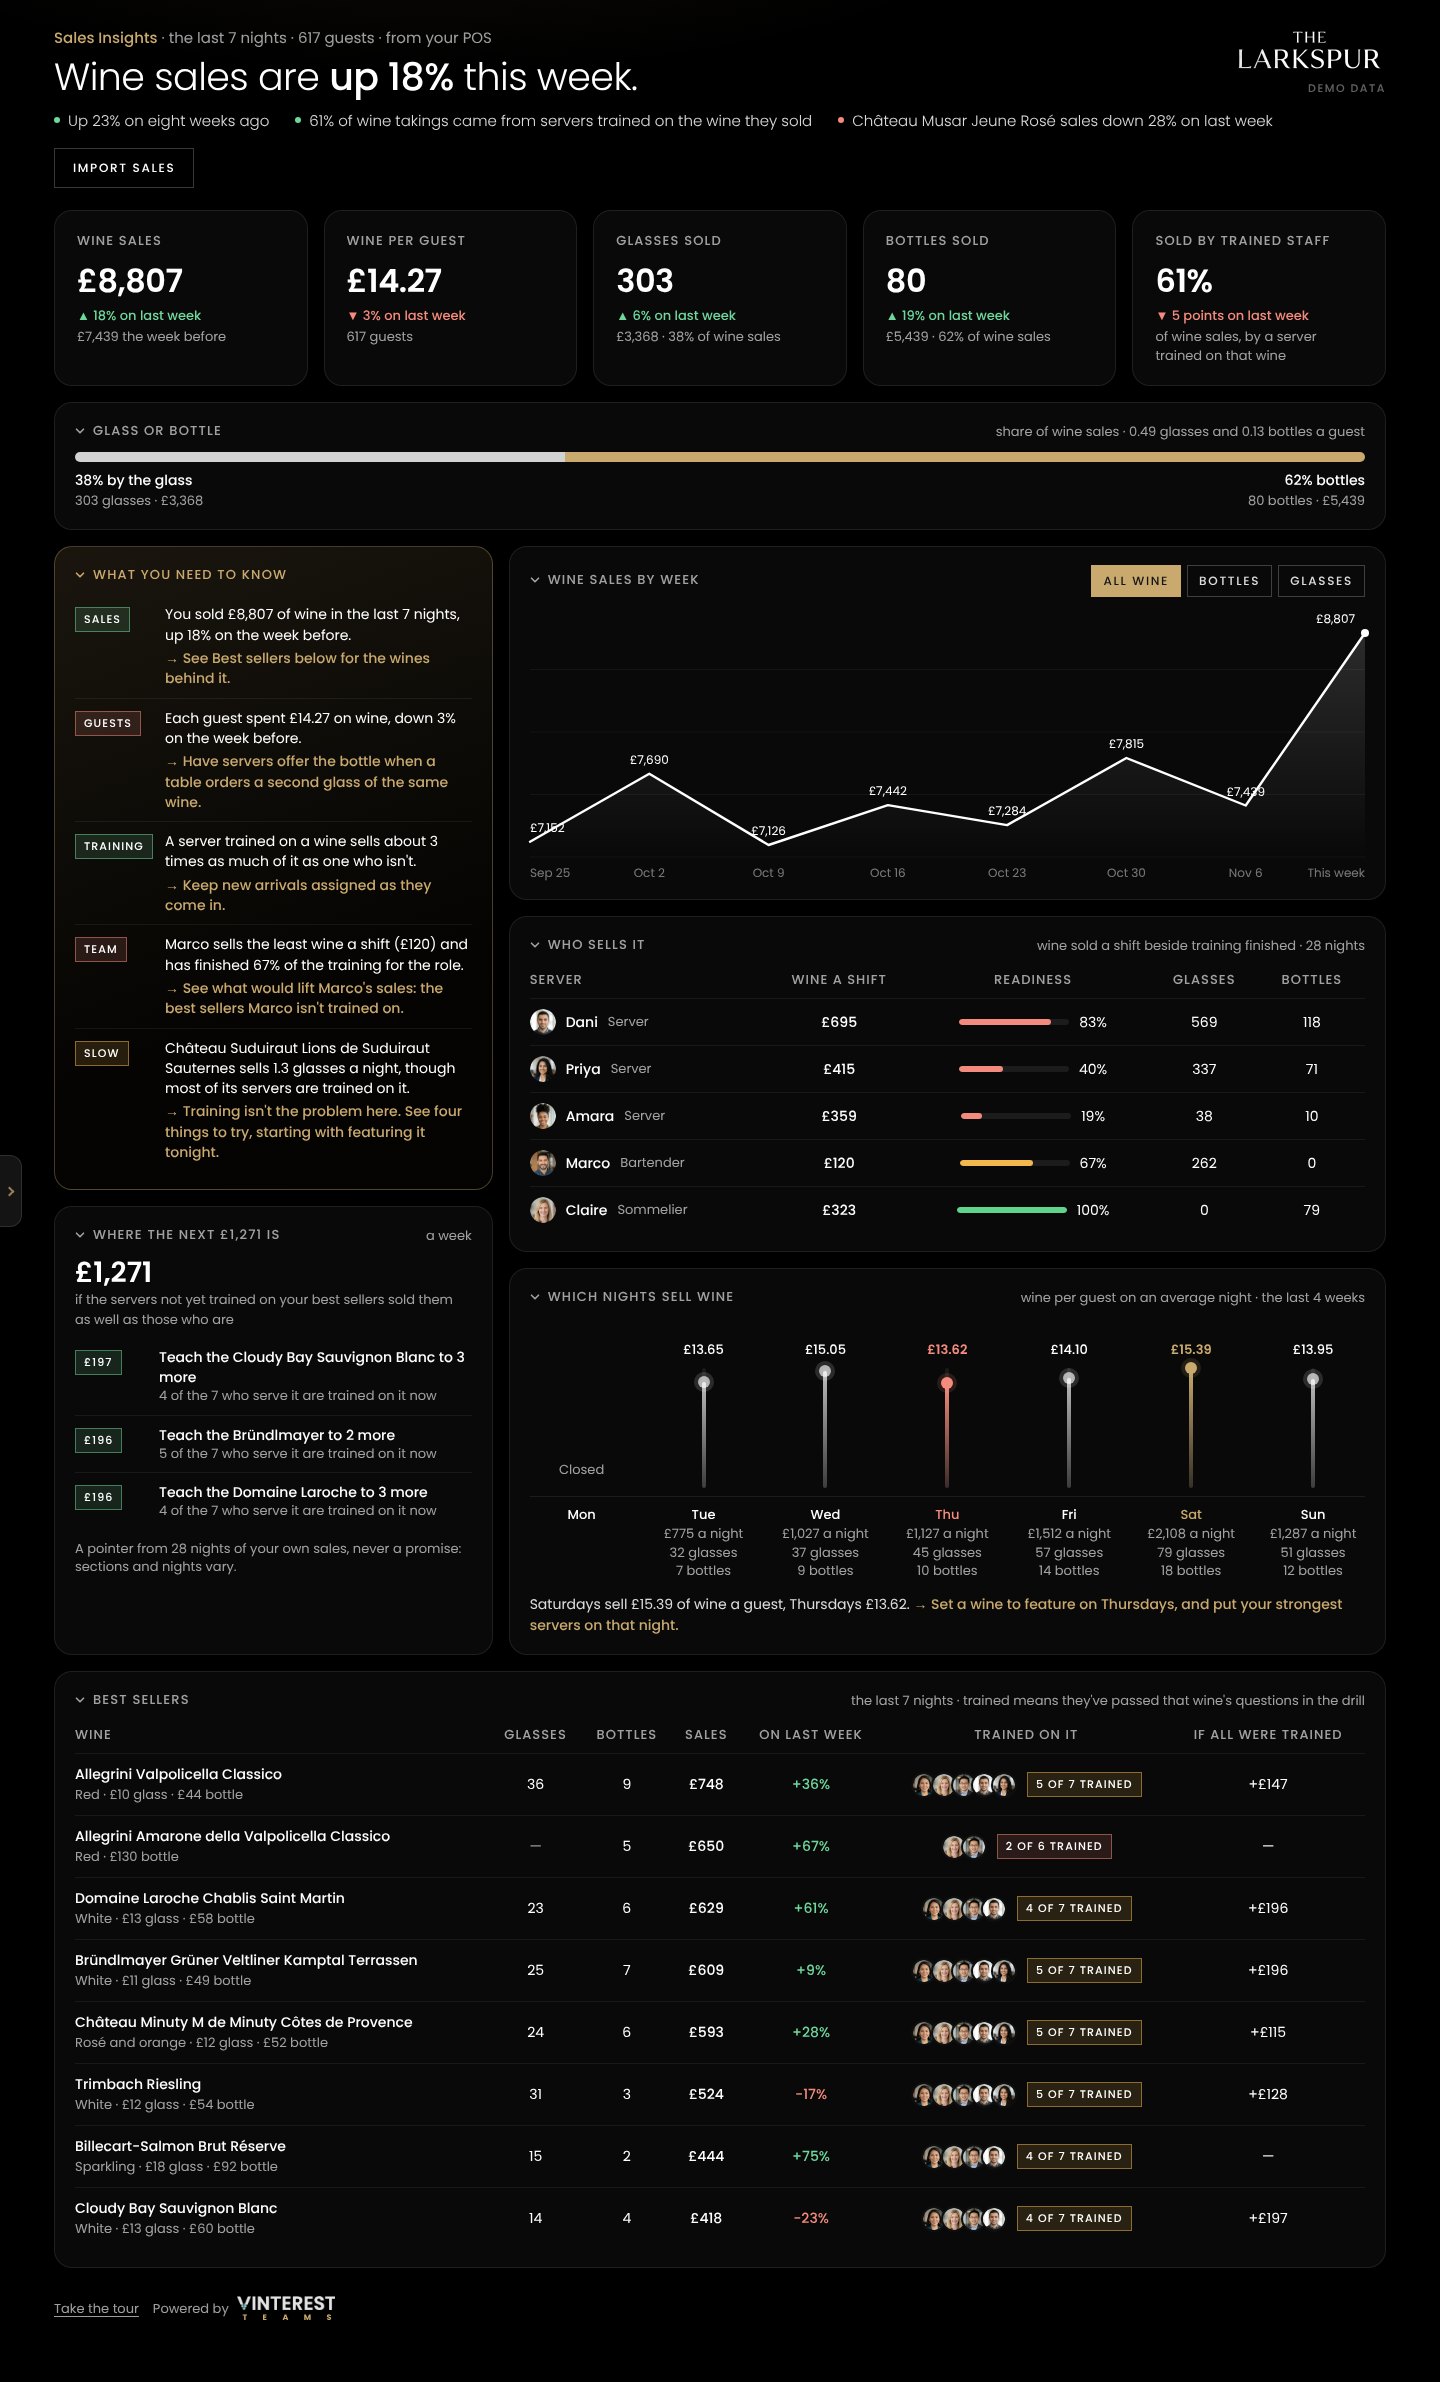 Sales Insights · the last 7 nights · 617 guests · from your POS
THE
LARKSPUR
DEMO DATA
Wine sales are up 18% this week.
Up 23% on eight weeks ago
61% of wine takings came from servers trained on the wine they sold
Château Musar Jeune Rosé sales down 28% on last week
IMPORT SALES
WINE SALES
£8,807
▲ 18% on last week
£7,439 the week before
WINE PER GUEST
£14.27
▼ 3% on last week
617 guests
GLASSES SOLD
303
▲ 6% on last week
£3,368 · 38% of wine sales
BOTTLES SOLD
80
▲ 19% on last week
£5,439 · 62% of wine sales
SOLD BY TRAINED STAFF
61%
▼ 5 points on last week
of wine sales, by a server
trained on that wine
GLASS OR BOTTLE
share of wine sales · 0.49 glasses and 0.13 bottles a guest
38% by the glass
303 glasses · £3,368
62% bottles
80 bottles · £5,439
WHAT YOU NEED TO KNOW
SALES
You sold £8,807 of wine in the last 7 nights,
up 18% on the week before.
→ See Best sellers below for the wines
behind it.
GUESTS
Each guest spent £14.27 on wine, down 3%
on the week before.
→ Have servers offer the bottle when a
table orders a second glass of the same
wine.
TRAINING
A server trained on a wine sells about 3
times as much of it as one who isn't.
→ Keep new arrivals assigned as they
come in.
TEAM
Marco sells the least wine a shift (£120) and
has finished 67% of the training for the role.
→ See what would lift Marco's sales: the
best sellers Marco isn't trained on.
SLOW
Château Suduiraut Lions de Suduiraut
Sauternes sells 1.3 glasses a night, though
most of its servers are trained on it.
→ Training isn't the problem here. See four
things to try, starting with featuring it
tonight.
WINE SALES BY WEEK
ALL WINE
BOTTLES
GLASSES
£7,152
£7,690
£7,126
£7,442
£7,284
£7,815
£7,439
£8,807
Sep 25
Oct 2
Oct 9
Oct 16
Oct 23
Oct 30
Nov 6
This week
WHO SELLS IT
wine sold a shift beside training finished · 28 nights
SERVER WINE A SHIFT READINESS GLASSES BOTTLES
Dani Server £695 83% 569 118
Priya Server £415 40% 337 71
Amara Server £359 19% 38 10
Marco Bartender £120 67% 262 0
Claire Sommelier £323 100% 0 79
WHERE THE NEXT £1,271 IS
a week
£1,271
if the servers not yet trained on your best sellers sold them
as well as those who are
£197
Teach the Cloudy Bay Sauvignon Blanc to 3
more
4 of the 7 who serve it are trained on it now
£196
Teach the Bründlmayer to 2 more
5 of the 7 who serve it are trained on it now
£196
Teach the Domaine Laroche to 3 more
4 of the 7 who serve it are trained on it now
A pointer from 28 nights of your own sales, never a promise:
sections and nights vary.
WHICH NIGHTS SELL WINE
wine per guest on an average night · the last 4 weeks
£13.65 £15.05 £13.62 £14.10 £15.39 £13.95
Closed
Mon Tue Wed Thu Fri Sat Sun
£775 a night £1,027 a night £1,127 a night £1,512 a night £2,108 a night £1,287 a night
32 glasses 37 glasses 45 glasses 57 glasses 79 glasses 51 glasses
7 bottles 9 bottles 10 bottles 14 bottles 18 bottles 12 bottles
Saturdays sell £15.39 of wine a guest, Thursdays £13.62. → Set a wine to feature on Thursdays, and put your strongest
servers on that night.
BEST SELLERS
the last 7 nights · trained means they've passed that wine's questions in the drill
WINE GLASSES BOTTLES SALES ON LAST WEEK TRAINED ON IT IF ALL WERE TRAINED
Allegrini Valpolicella Classico
Red · £10 glass · £44 bottle
36 9 £748 +36% 5 OF 7 TRAINED +£147
Allegrini Amarone della Valpolicella Classico
Red · £130 bottle
— 5 £650 +67% 2 OF 6 TRAINED —
Domaine Laroche Chablis Saint Martin
White · £13 glass · £58 bottle
23 6 £629 +61% 4 OF 7 TRAINED +£196
Bründlmayer Grüner Veltliner Kamptal Terrassen
White · £11 glass · £49 bottle
25 7 £609 +9% 5 OF 7 TRAINED +£196
Château Minuty M de Minuty Côtes de Provence
Rosé and orange · £12 glass · £52 bottle
24 6 £593 +28% 5 OF 7 TRAINED +£115
Trimbach Riesling
White · £12 glass · £54 bottle
31 3 £524 -17% 5 OF 7 TRAINED +£128
Billecart-Salmon Brut Réserve
Sparkling · £18 glass · £92 bottle
15 2 £444 +75% 4 OF 7 TRAINED —
Cloudy Bay Sauvignon Blanc
White · £13 glass · £60 bottle
14 4 £418 -23% 4 OF 7 TRAINED +£197
Take the tour Powered by VINTEREST
TEAMS